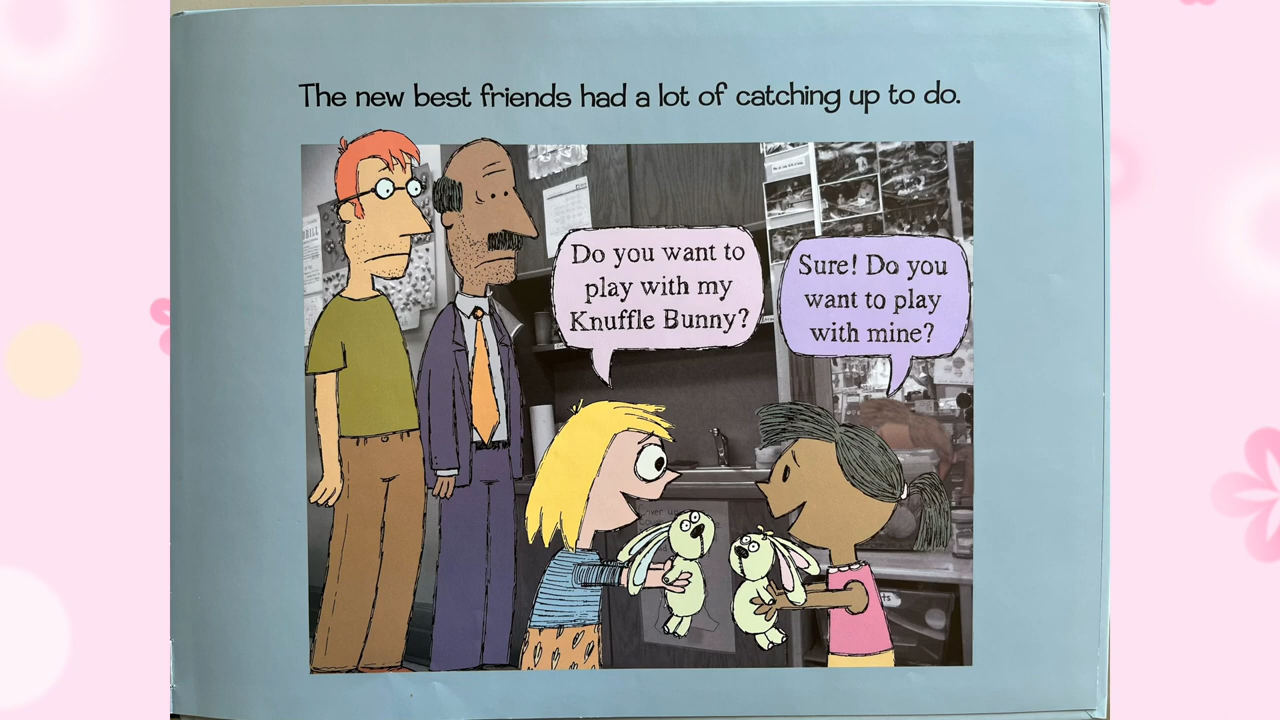 The new best friends had a lot of catching up to do.
Do you want to
play with my
Knuffle Bunny?
Sure! Do you
want to play
with mine?